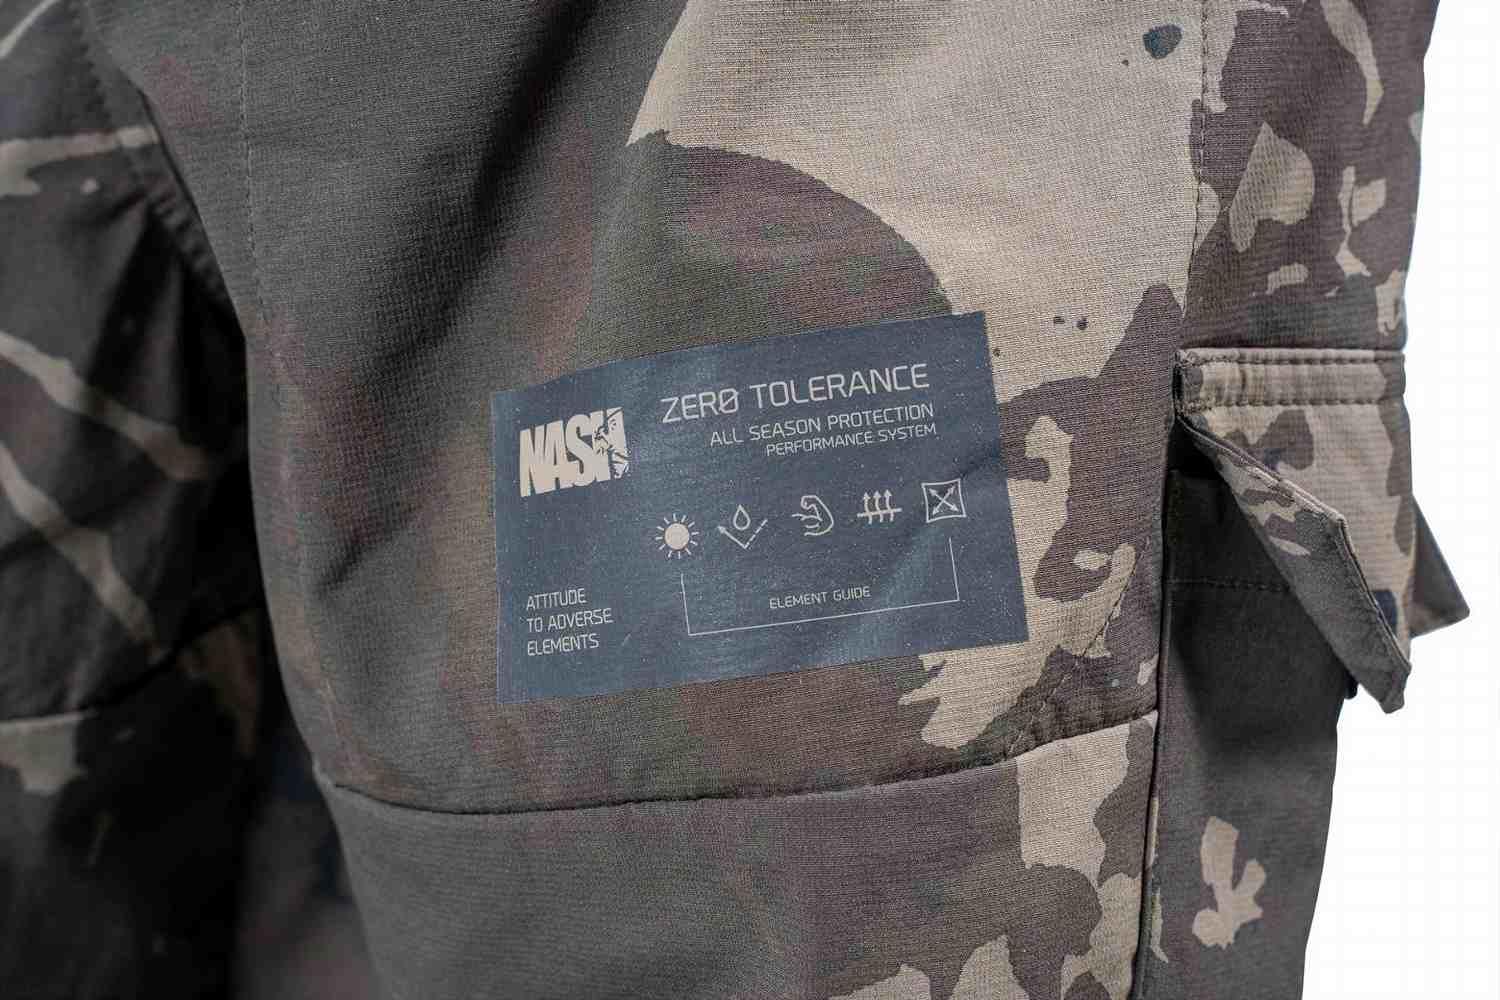 NASH
ZERØ TOLERANCE
ALL SEASON PROTECTION
PERFORMANCE SYSTEM
ATTITUDE
TO ADVERSE
ELEMENTS
ELEMENT GUIDE